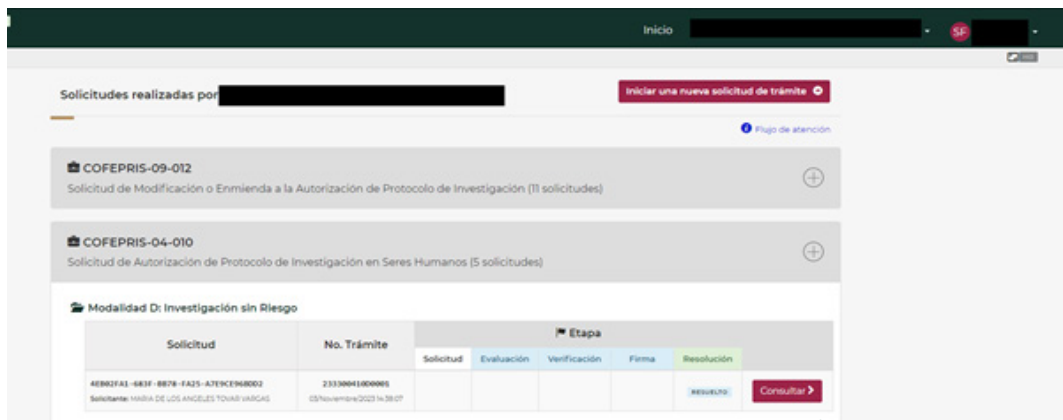 Inicio
SF
Solicitudes realizadas por
Iniciar una nueva solicitud de trámite
Flujo de atención
COFEPRIS-09-012
Solicitud de Modificación o Enmienda a la Autorización de Protocolo de Investigación (11 solicitudes)
COFEPRIS-04-010
Solicitud de Autorización de Protocolo de Investigación en Seres Humanos (5 solicitudes)
Modalidad D: Investigación sin Riesgo
Solicitud No. Trámite Etapa
Solicitud Evaluación Verificación Firma Resolución
4EB02FA1-683F-8B78-FA25-A7E9CE968DD2 233300410D0001
Solicitante: MARIA DE LOS ANGELES TOVAR VARGAS 03/Noviembre/2023 14:38:07
RESUELTO Consultar